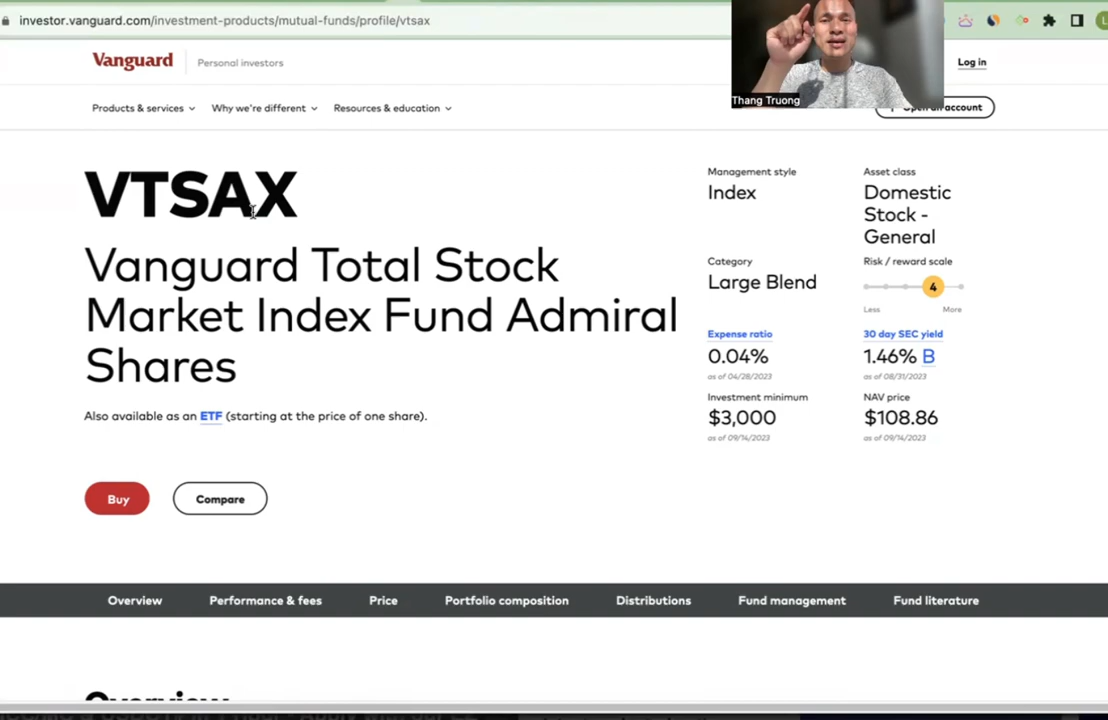 investor.vanguard.com/investment-products/mutual-funds/profile/vtsax
Thang Truong
Vanguard
Personal investors
Log in
Products & services
Why we're different
Resources & education
Open an account
VTSAX
Vanguard Total Stock
Market Index Fund Admiral
Shares
Also available as an ETF (starting at the price of one share).
Buy
Compare
Management style
Index
Asset class
Domestic
Stock -
General
Category
Large Blend
Risk / reward scale
4
Less
More
Expense ratio
0.04%
as of 04/28/2023
30 day SEC yield
1.46% B
as of 08/31/2023
Investment minimum
$3,000
as of 09/14/2023
NAV price
$108.86
as of 09/14/2023
Overview
Performance & fees
Price
Portfolio composition
Distributions
Fund management
Fund literature
Overview